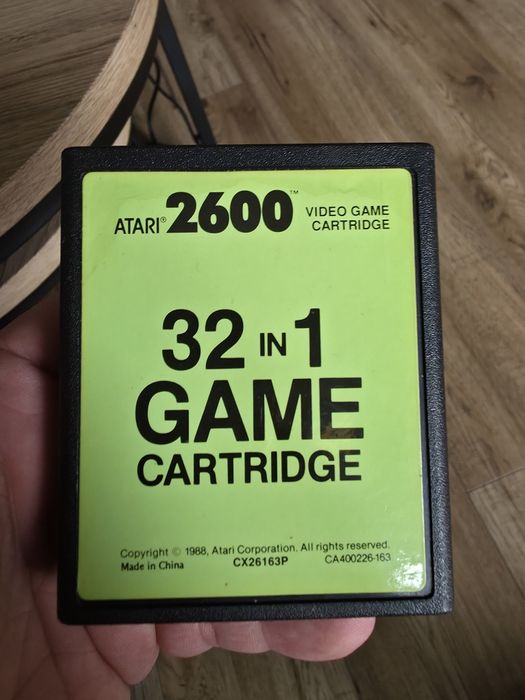 ATARI® 2600™ VIDEO GAME
CARTRIDGE
32 IN 1
GAME
CARTRIDGE
Copyright © 1988, Atari Corporation. All rights reserved.
Made in China CX26163P CA400226-163